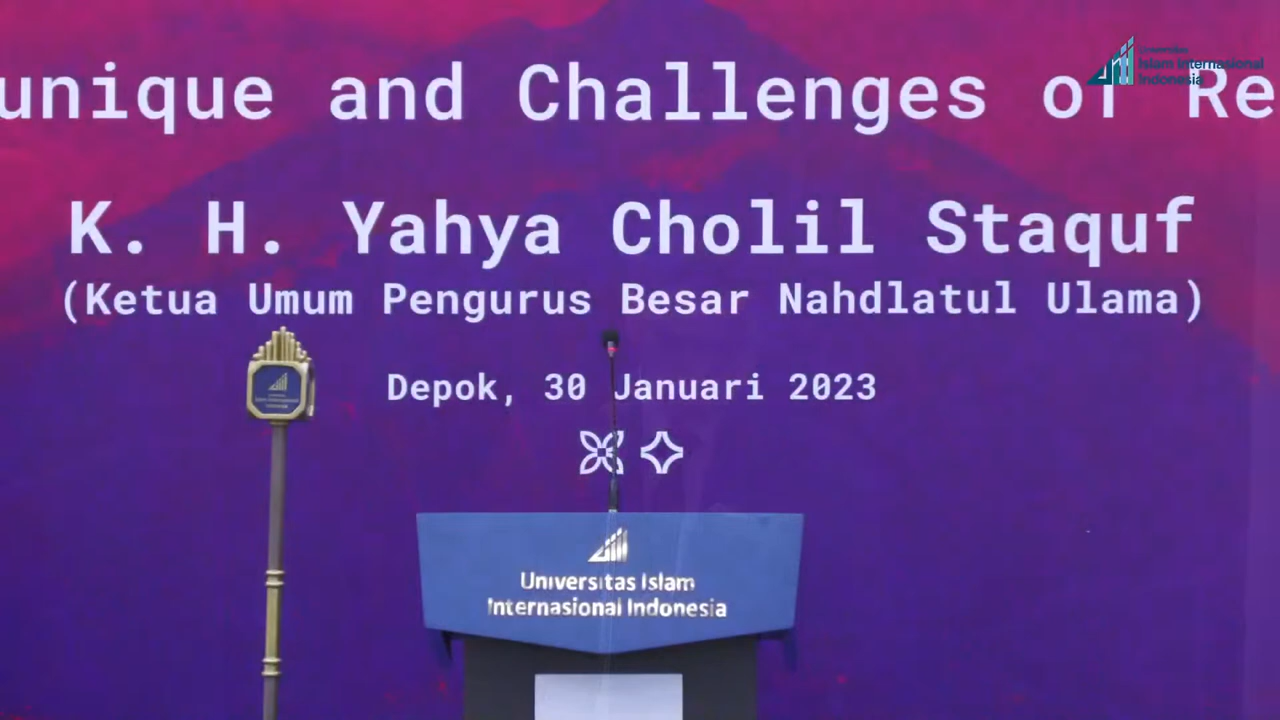 unique and Challenges of Re
K. H. Yahya Cholil Staquf
(Ketua Umum Pengurus Besar Nahdlatul Ulama)
Depok, 30 Januari 2023
Universitas Islam
Internasional Indonesia
Universitas
Islam Internasional
Indonesia